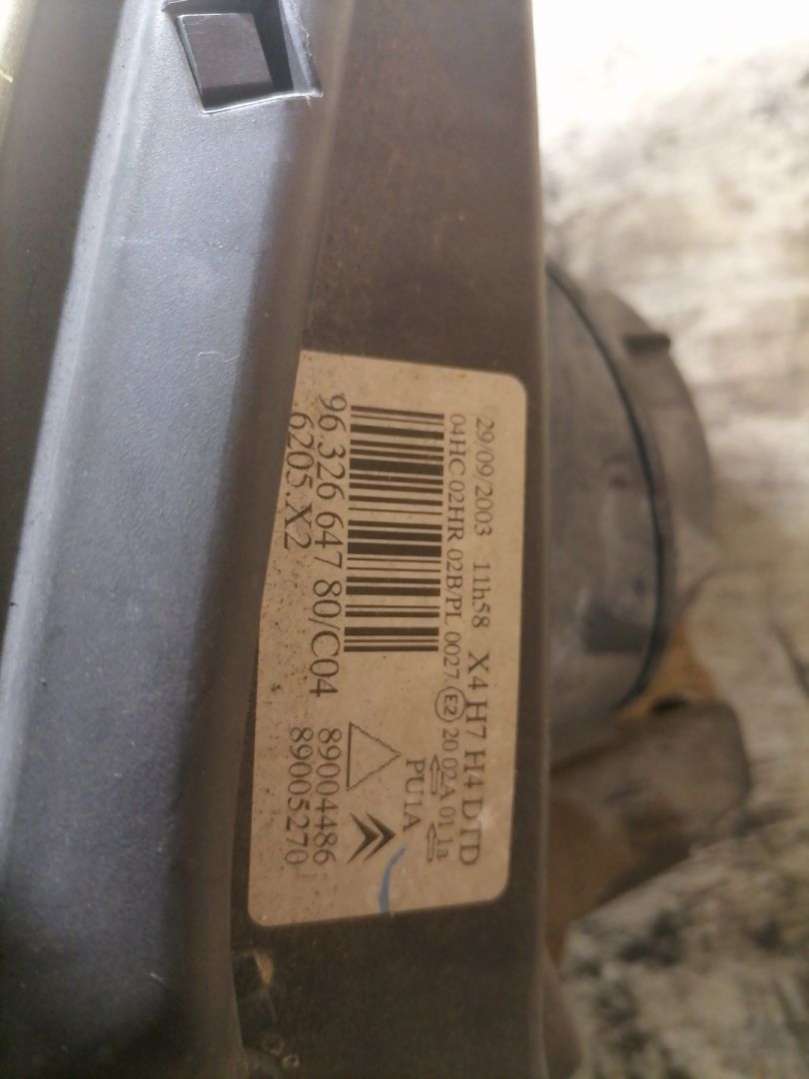 29/09/2003 11h58 X4 H7 H4 DTD
04HC 02HR 02B/PL 0027 E2 20 02A 01 1a
PU1A
96 326 647 80/C04 89004486
6205.X2 89005270